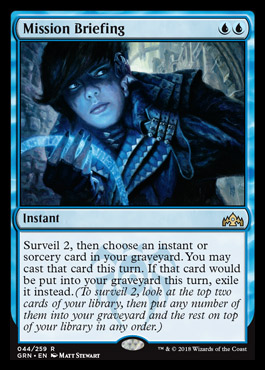 Mission Briefing
Instant
Surveil 2, then choose an instant or
sorcery card in your graveyard. You may
cast that card this turn. If that card would
be put into your graveyard this turn, exile
it instead. (To surveil 2, look at the top two
cards of your library, then put any number
of them into your graveyard and the rest on
top of your library in any order.)
044/259 R
GRN • EN Matt Stewart
™ & © 2018 Wizards of the Coast